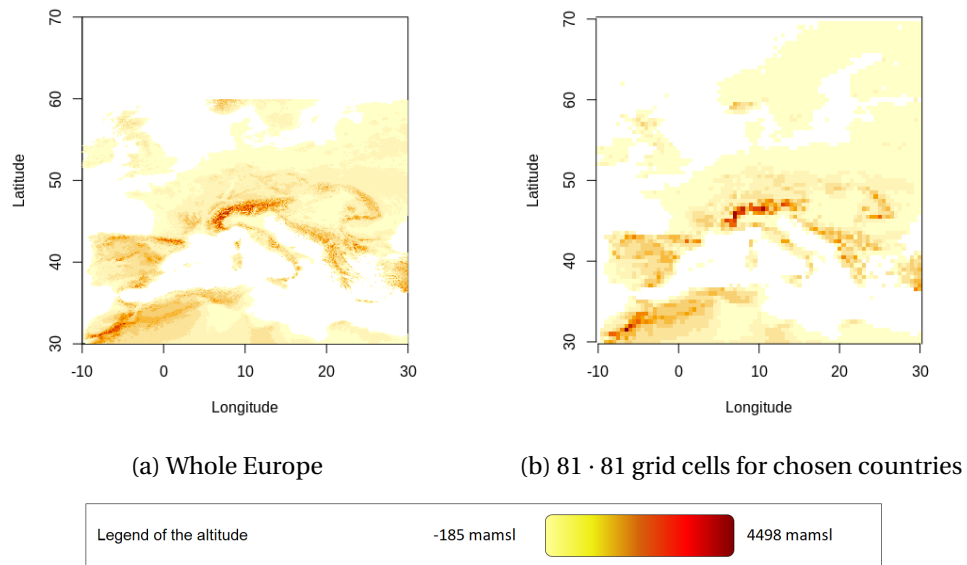 70
60
50
40
30
Latitude
-10
0
10
20
30
Longitude
(a) Whole Europe
70
60
50
40
30
Latitude
-10
0
10
20
30
Longitude
(b) 81 · 81 grid cells for chosen countries
Legend of the altitude -185 mamsl 4498 mamsl